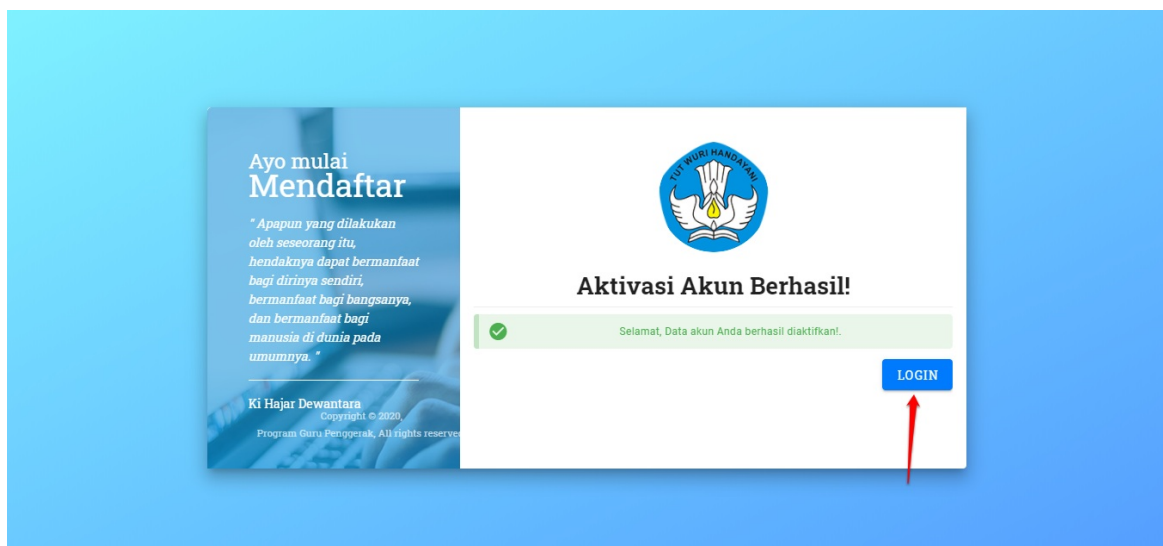 Ayo mulai
Mendaftar
" Apapun yang dilakukan
oleh seseorang itu,
hendaknya dapat bermanfaat
bagi dirinya sendiri,
bermanfaat bagi bangsanya,
dan bermanfaat bagi
manusia di dunia pada
umumnya. "
Ki Hajar Dewantara
Copyright © 2020,
Program Guru Penggerak, All rights reserve
TUT WURI HANDAYANI
Aktivasi Akun Berhasil!
Selamat, Data akun Anda berhasil diaktifkan!.
LOGIN